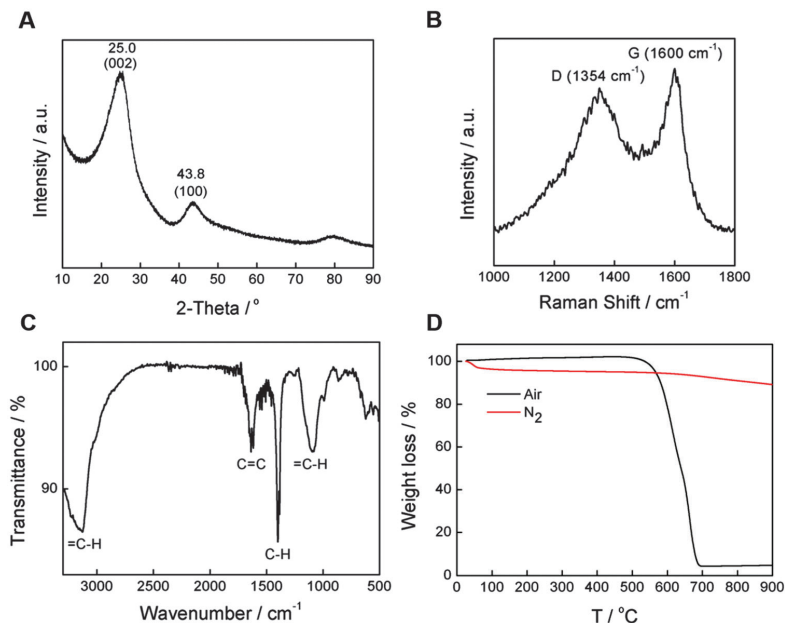 A
25.0
(002)
43.8
(100)
Intensity / a.u.
10 20 30 40 50 60 70 80 90
2-Theta / °
B
G (1600 cm⁻¹)
D (1354 cm⁻¹)
Intensity / a.u.
1000 1200 1400 1600 1800
Raman Shift / cm⁻¹
C
100
90
Transmittance / %
C=C
=C-H
=C-H
C-H
3000 2500 2000 1500 1000 500
Wavenumber / cm⁻¹
D
100
80
60
40
20
0
Weight loss / %
Air
N₂
0 100 200 300 400 500 600 700 800 900
T / °C